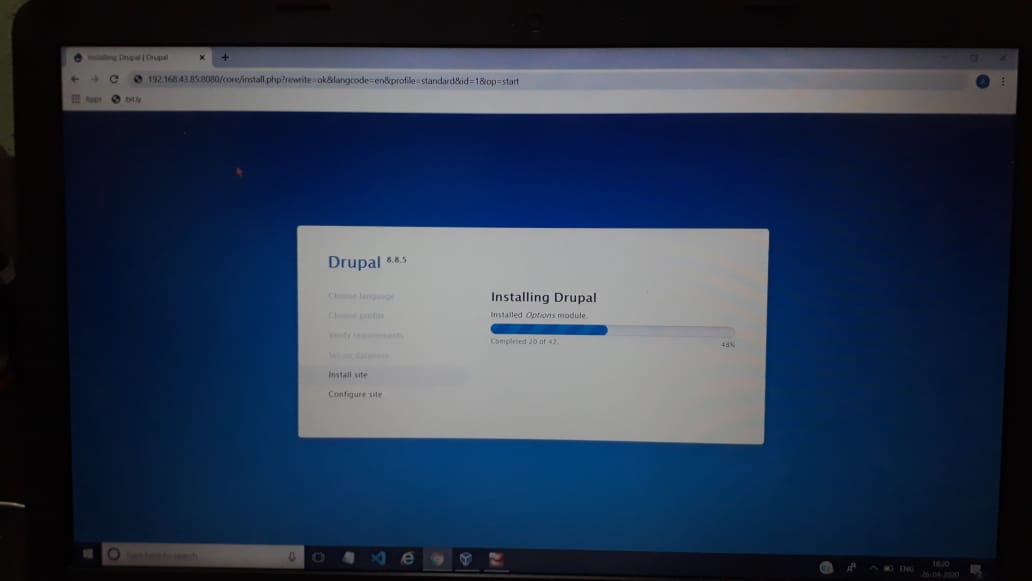 Installing Drupal | Drupal
192.168.43.85:8080/core/install.php?rewrite=ok&langcode=en&profile=standard&id=1&op=start
Apps bit.ly
Drupal 8.8.5
Choose language
Choose profile
Verify requirements
Set up database
Install site
Configure site
Installing Drupal
Installed Options module.
Completed 20 of 42.
48%
Type here to search
ENG
18:20